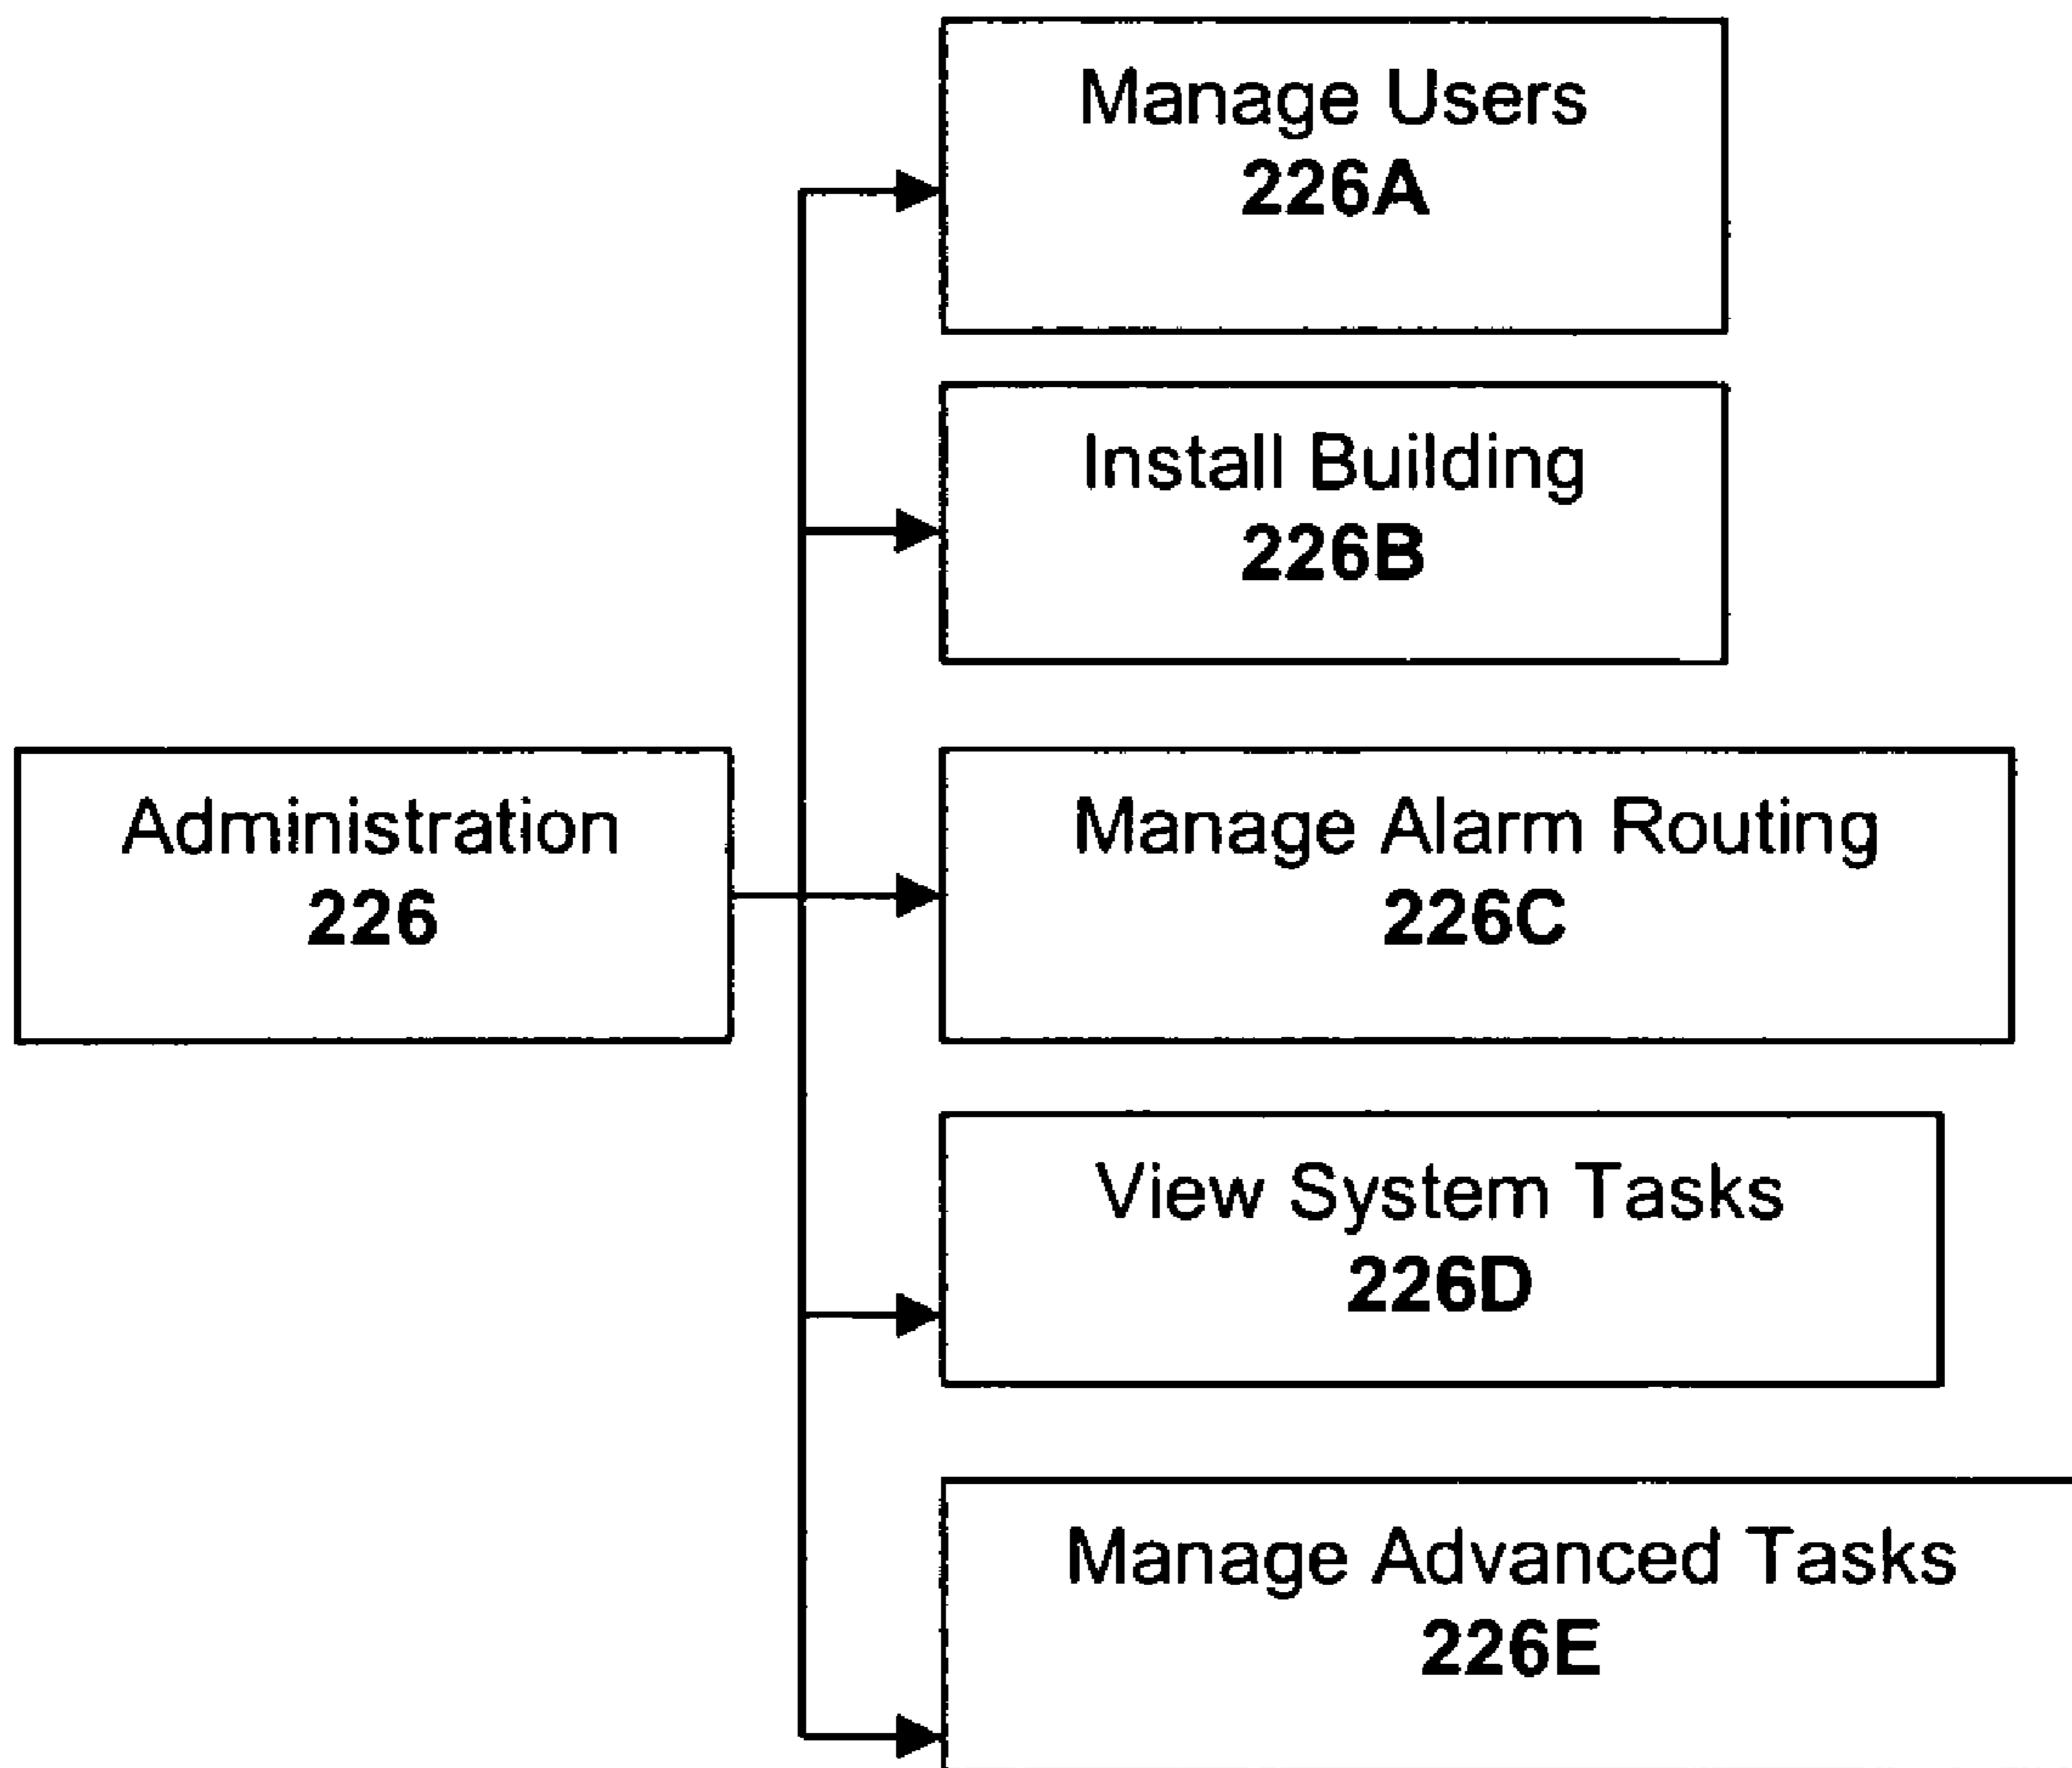 Manage Users
226A
Install Building
226B
Administration
226
Manage Alarm Routing
226C
View System Tasks
226D
Manage Advanced Tasks
226E